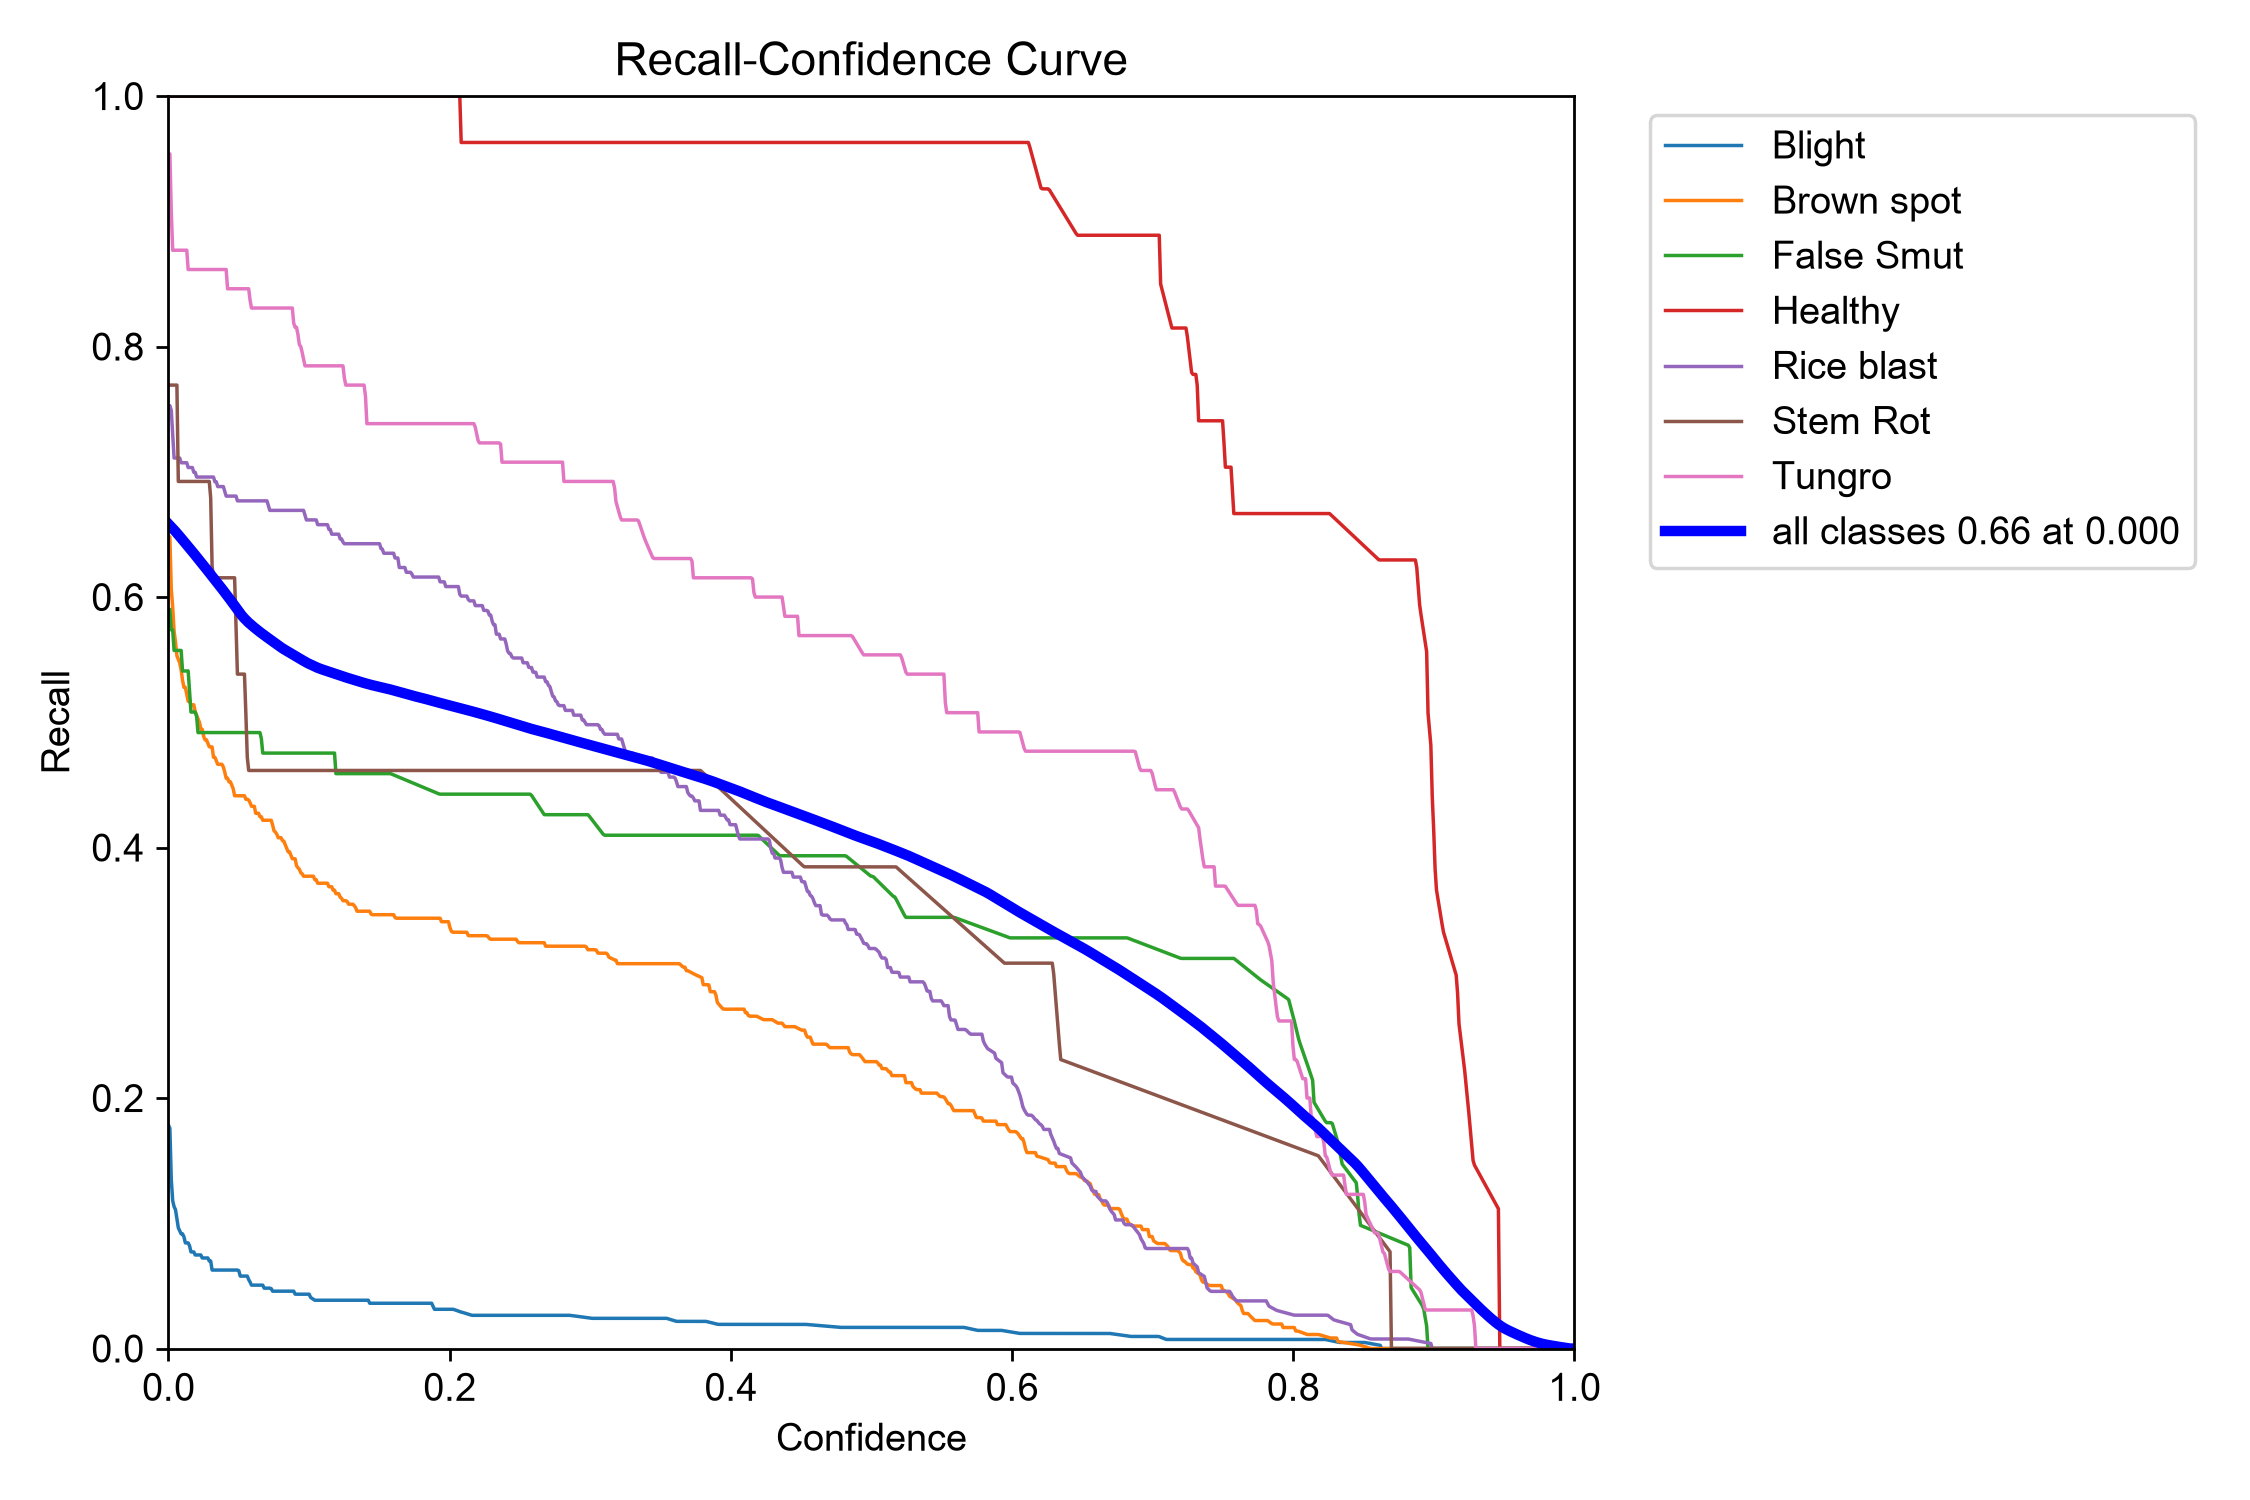 Recall-Confidence Curve
1.0
0.8
0.6
0.4
0.2
0.0
Recall
0.0 0.2 0.4 0.6 0.8 1.0
Confidence
Blight
Brown spot
False Smut
Healthy
Rice blast
Stem Rot
Tungro
all classes 0.66 at 0.000